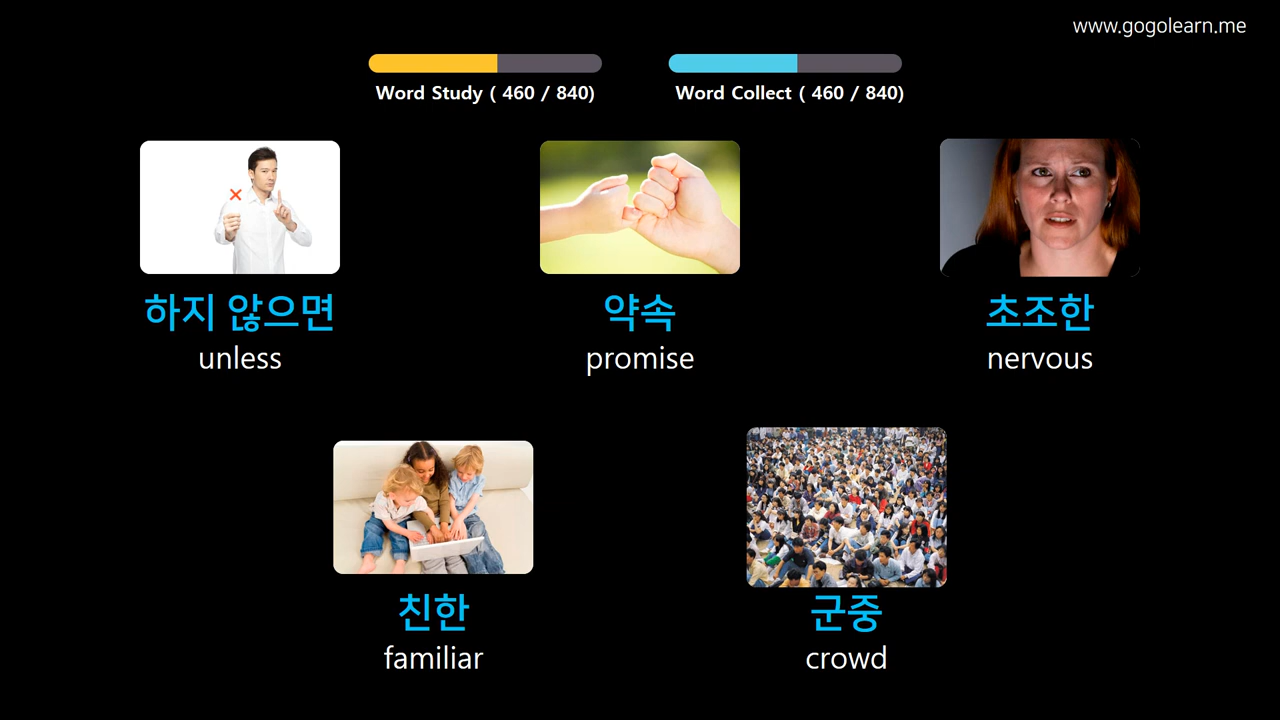 www.gogolearn.me
Word Study ( 460 / 840)
Word Collect ( 460 / 840)
하지 않으면
unless
약속
promise
초조한
nervous
친한
familiar
군중
crowd